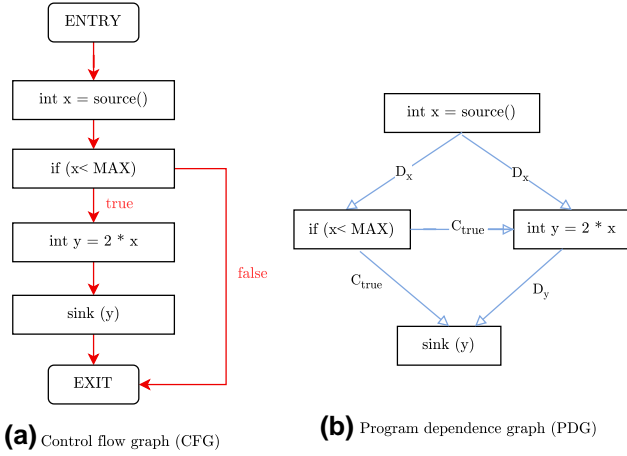 ENTRY
int x = source()
if (x< MAX)
true
int y = 2 * x
false
sink (y)
EXIT
(a) Control flow graph (CFG)
int x = source()
Dx
Dx
if (x< MAX)
Ctrue
int y = 2 * x
Ctrue
Dy
sink (y)
(b) Program dependence graph (PDG)